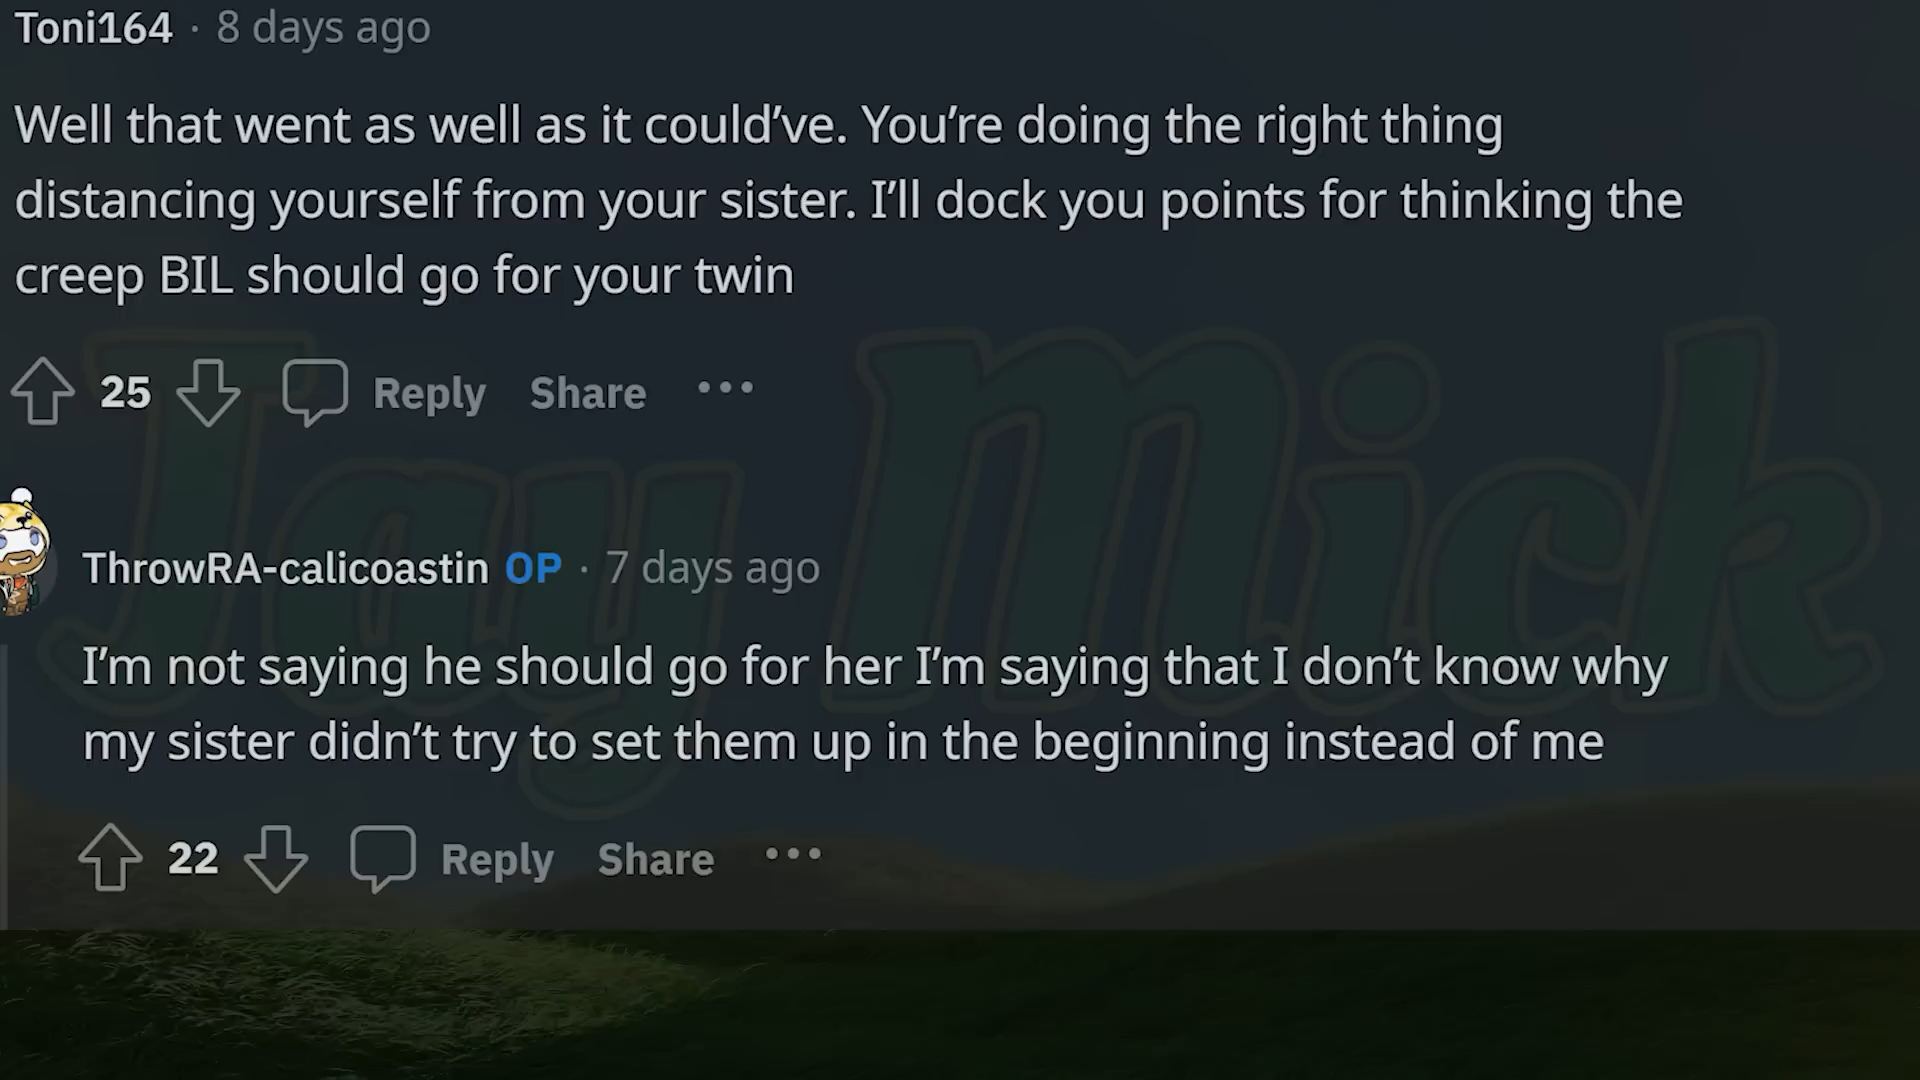 Toni164 · 8 days ago
Well that went as well as it could’ve. You’re doing the right thing
distancing yourself from your sister. I’ll dock you points for thinking the
creep BIL should go for your twin
25 Reply Share ...
Jay Mick
ThrowRA-calicoastin OP · 7 days ago
I’m not saying he should go for her I’m saying that I don’t know why
my sister didn’t try to set them up in the beginning instead of me
22 Reply Share ...